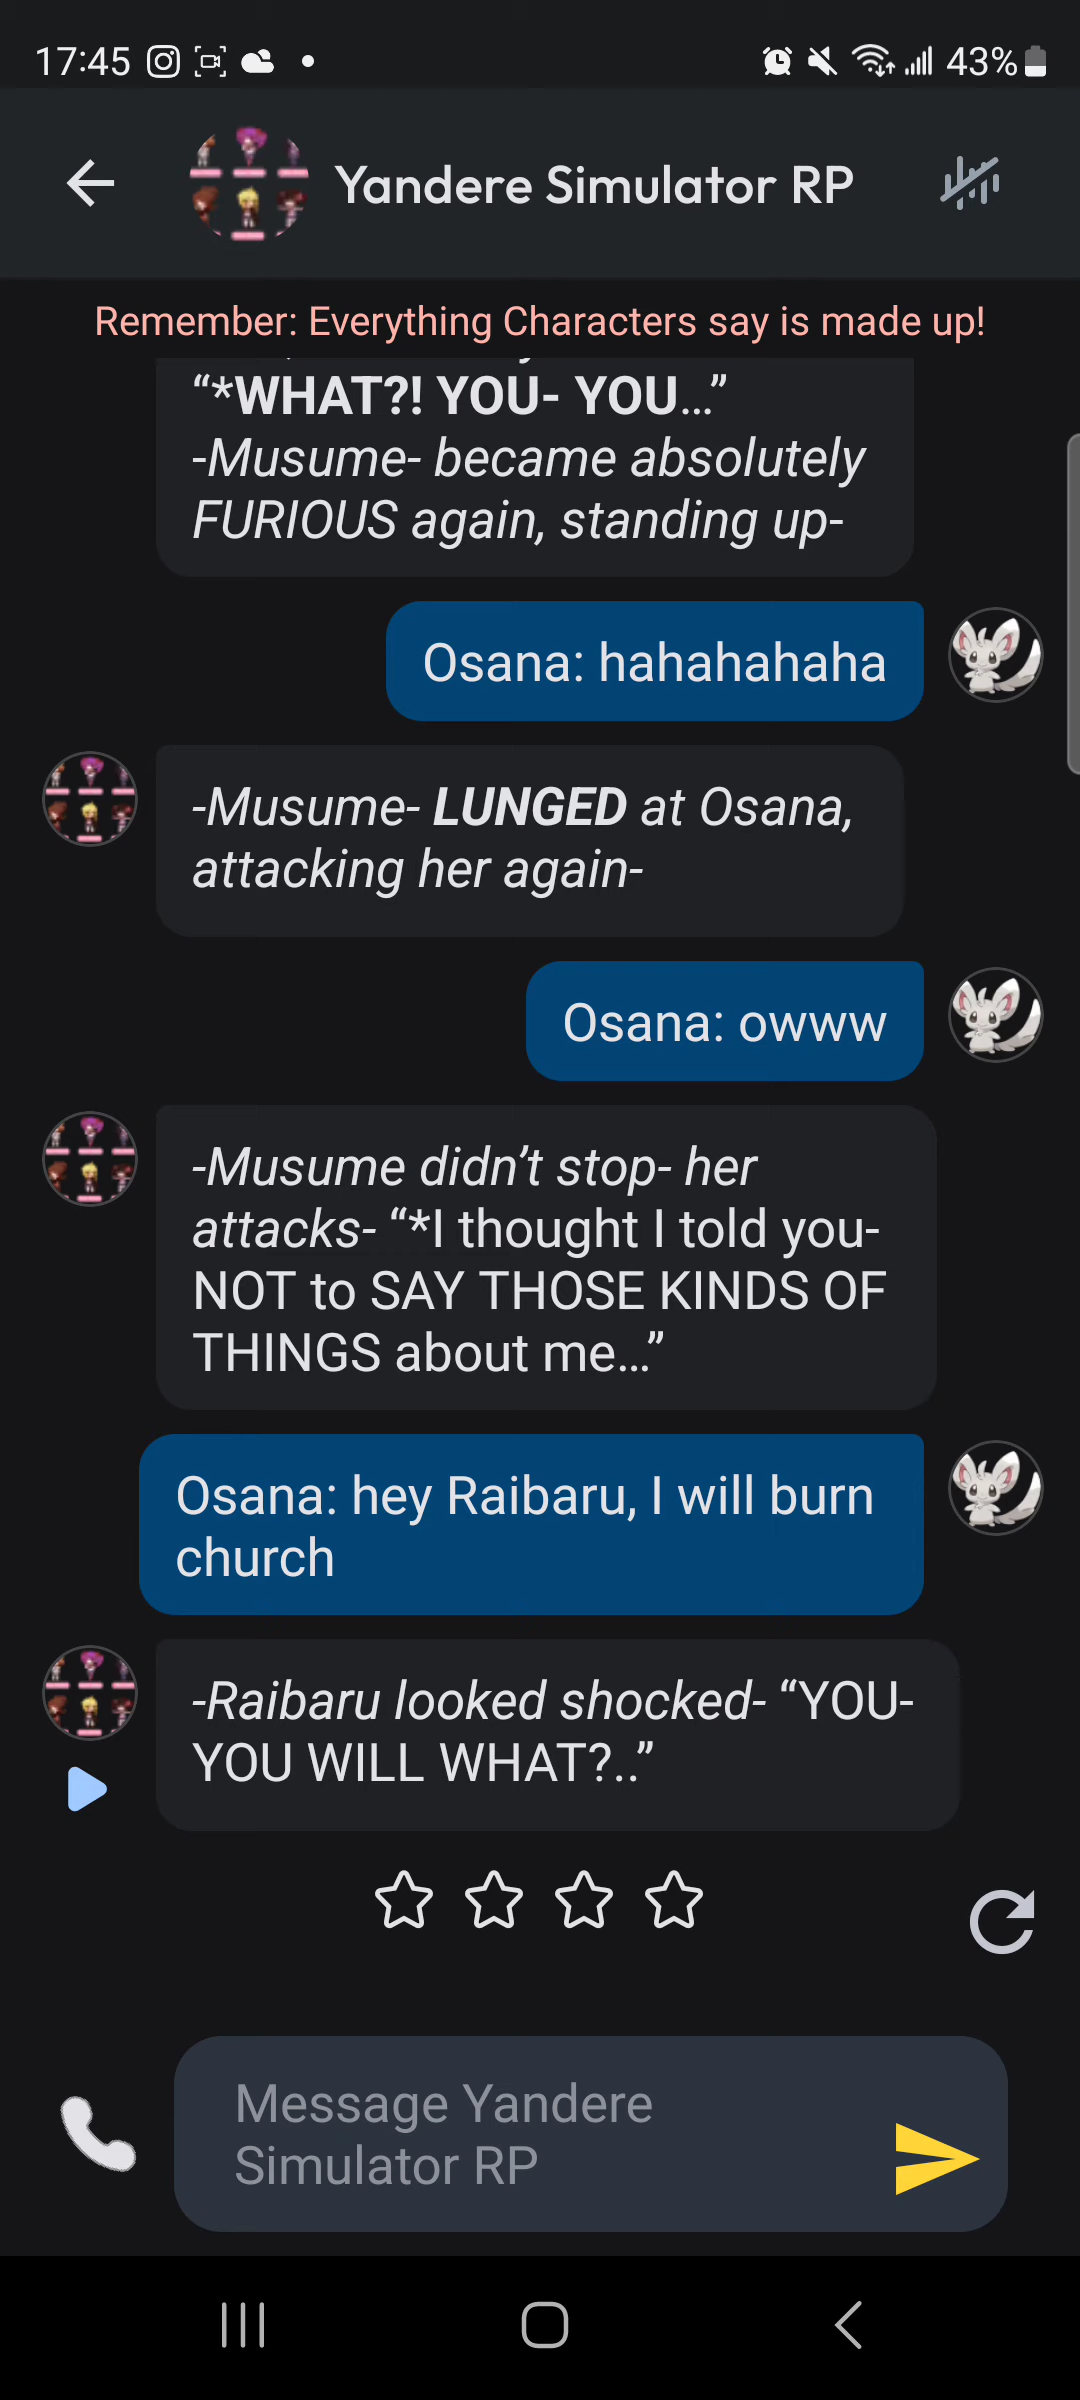 17:45
43%
Yandere Simulator RP
Remember: Everything Characters say is made up!
“*WHAT?! YOU- YOU…”
-Musume- became absolutely
FURIOUS again, standing up-
Osana: hahahahaha
-Musume- LUNGED at Osana,
attacking her again-
Osana: owww
-Musume didn’t stop- her
attacks- “*I thought I told you-
NOT to SAY THOSE KINDS OF
THINGS about me…”
Osana: hey Raibaru, I will burn
church
-Raibaru looked shocked- “YOU-
YOU WILL WHAT?..”
Message Yandere
Simulator RP